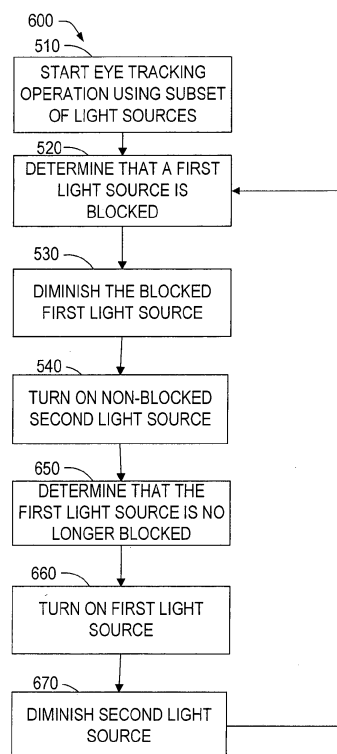 600
510
START EYE TRACKING
OPERATION USING SUBSET
OF LIGHT SOURCES
520
DETERMINE THAT A FIRST
LIGHT SOURCE IS
BLOCKED
530
DIMINISH THE BLOCKED
FIRST LIGHT SOURCE
540
TURN ON NON-BLOCKED
SECOND LIGHT SOURCE
650
DETERMINE THAT THE
FIRST LIGHT SOURCE IS NO
LONGER BLOCKED
660
TURN ON FIRST LIGHT
SOURCE
670
DIMINISH SECOND LIGHT
SOURCE